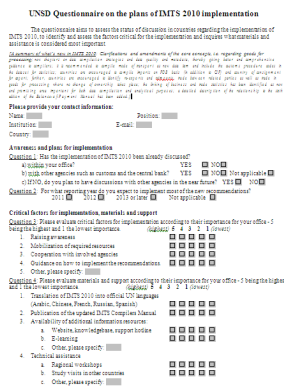 UNSD Questionnaire on the plans of IMTS 2010 implementation
The questionnaire aims to assess the status of discussion in countries regarding the implementation of
IMTS 2010, to identify and assess the factors critical for the implementation and inquires what materials and
assistance is considered most important.
Please provide your contact information:
Name: Position:
Institution: E-mail:
Country:
Awareness and plans for implementation
Question 1: Has the implementation of IMTS 2010 been already discussed?
a) within your office? YES NO
b) with other agencies such as customs and the central bank? YES NO Not applicable
c) If NO, do you plan to have discussions with other agencies in the near future? YES NO
Question 2: For what reporting year do you expect to implement most of the new recommendations?
2011 2012 2013 or later Not applicable
Critical factors for implementation, materials and support
Question 3: Please evaluate critical factors for implementation according to their importance for your office - 5
being the highest and 1 the lowest importance. (highest) 5 4 3 2 1 (lowest)
1. Raising awareness
2. Mobilization of required resources
3. Cooperation with involved agencies
4. Guidance on how to implement the recommendations
5. Other, please specify:
Question 4: Please evaluate materials and support according to their importance for your office - 5 being the highest
and 1 the lowest importance. (highest) 5 4 3 2 1 (lowest)
1. Translation of IMTS 2010 into official UN languages
(Arabic, Chinese, French, Russian, Spanish)
2. Publication of the updated IMTS Compilers Manual
3. Availability of additional information resources
a. Website, knowledgebase, support hotline
b. E-learning
Other, please specify:
4. Technical assistance
a. Regional workshops
b. Study visits in other countries
c. Other, please specify: